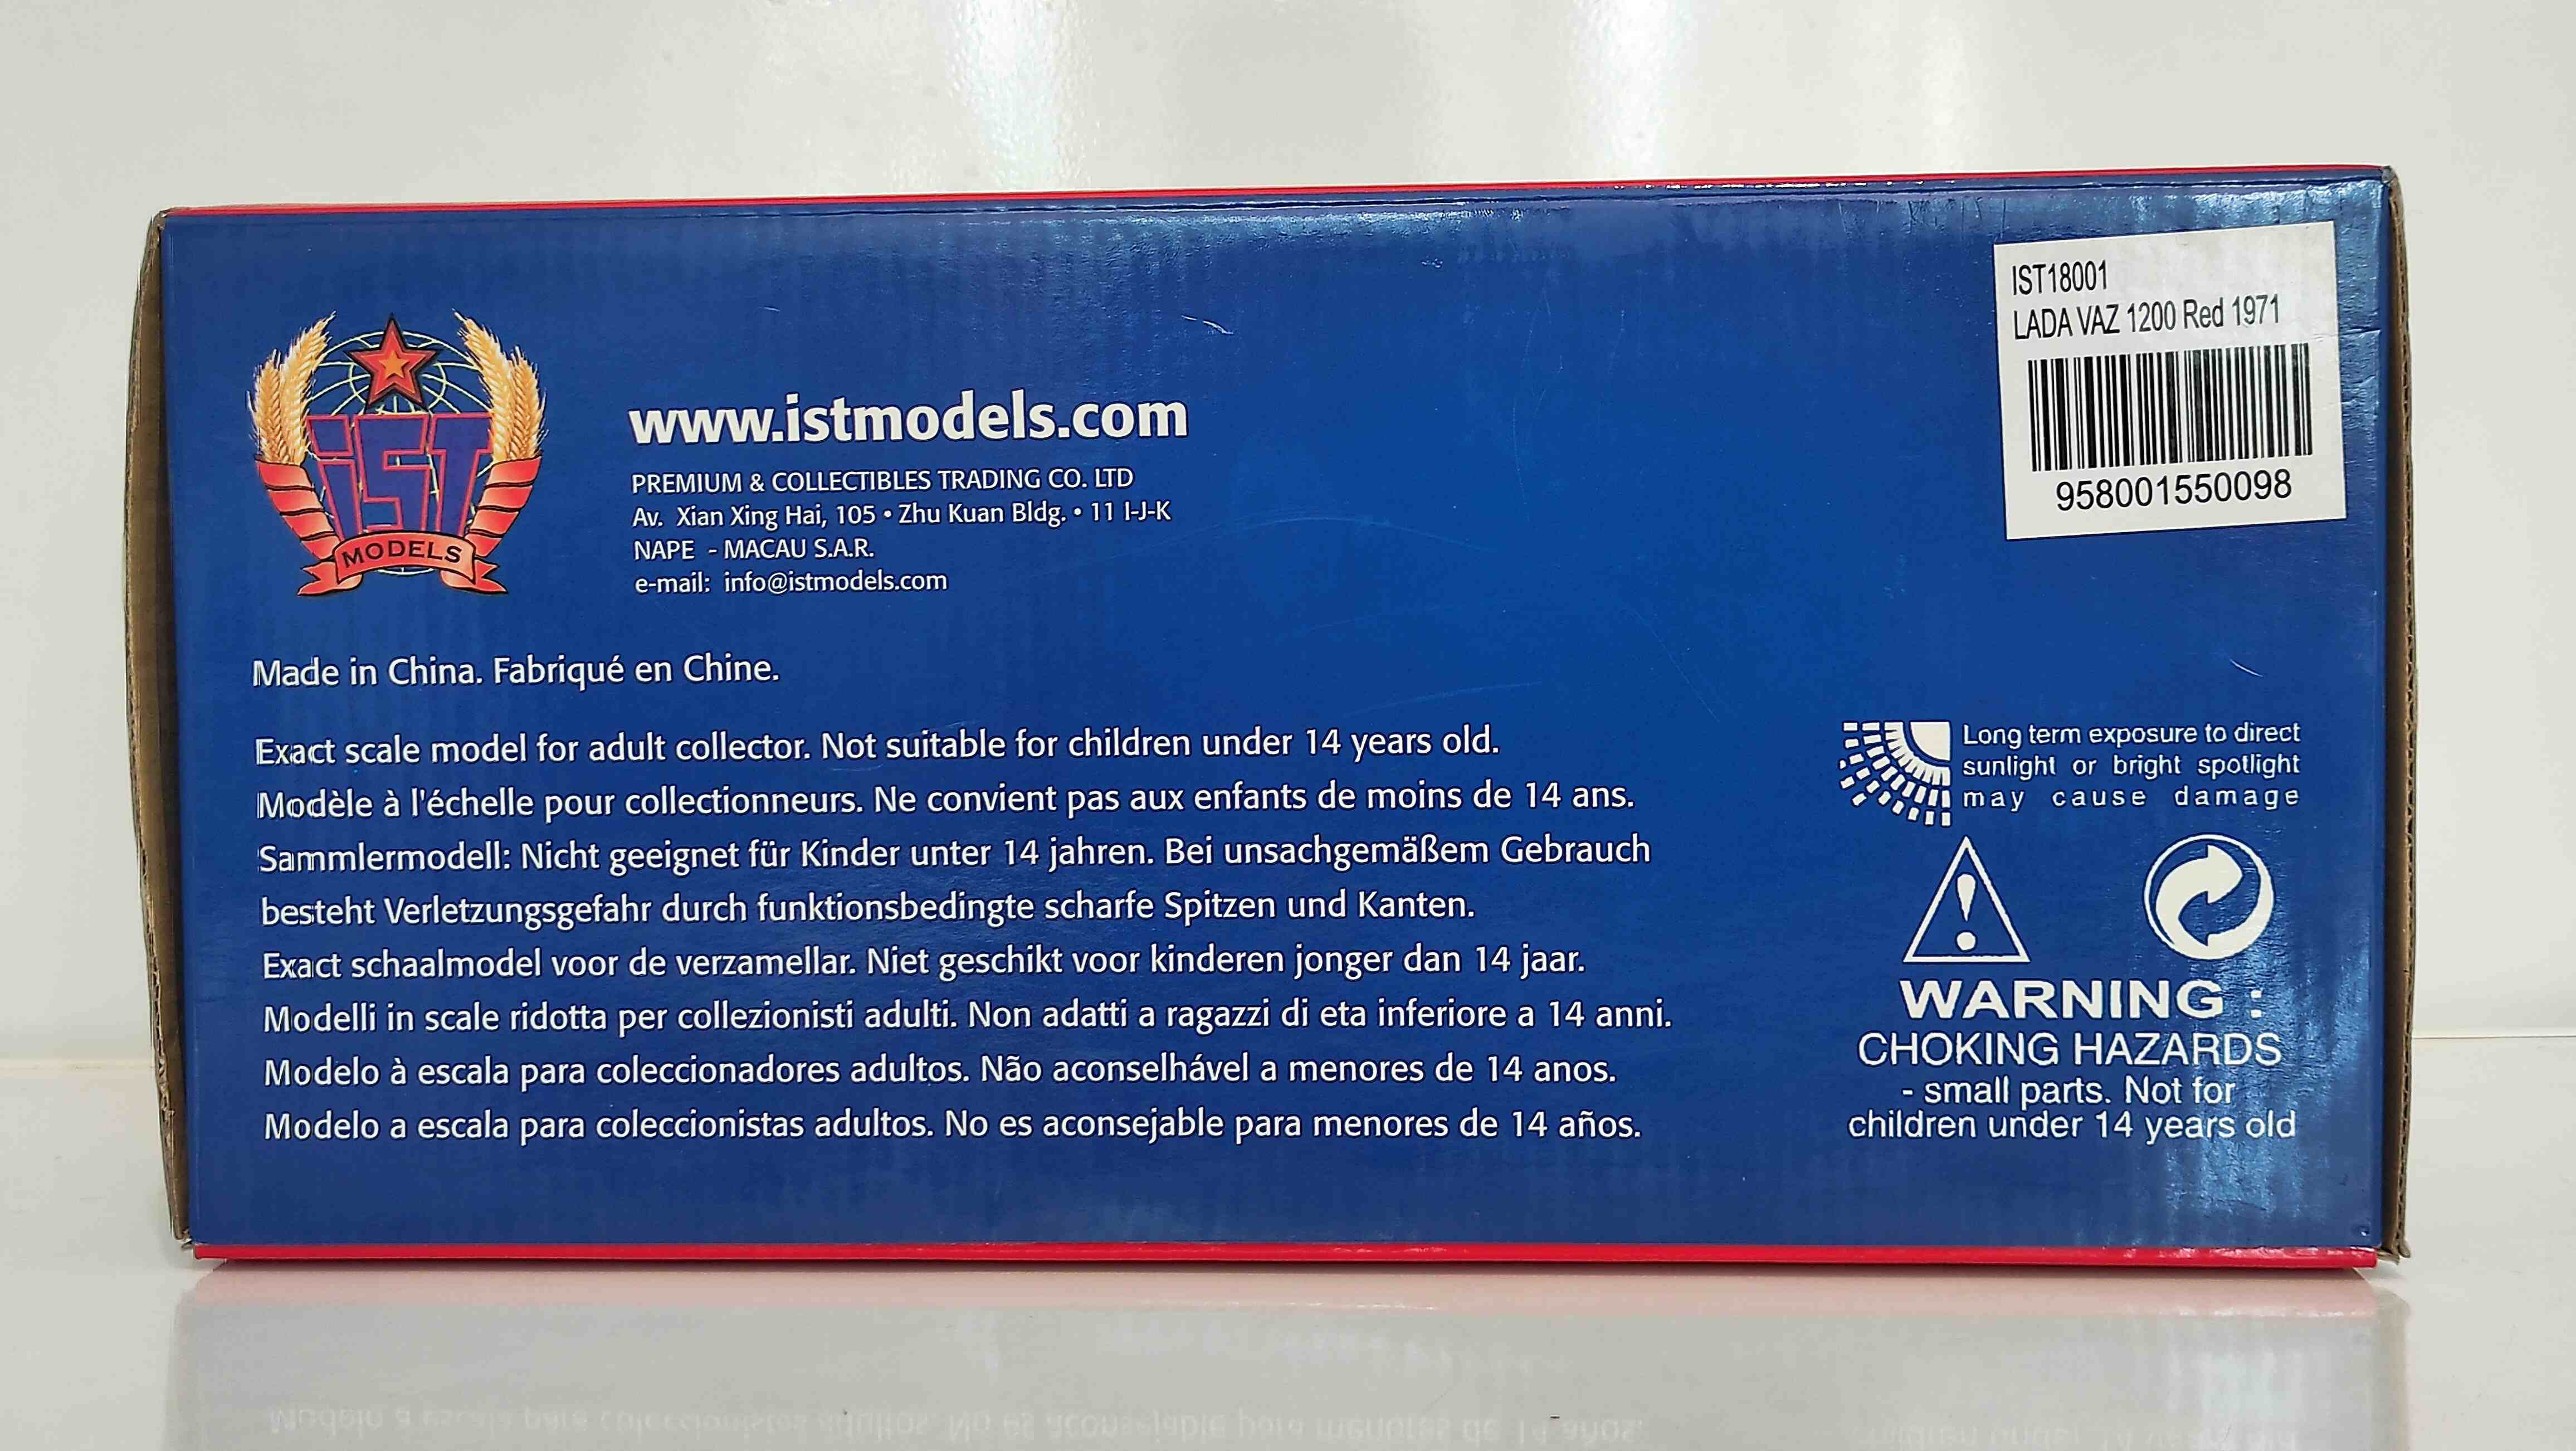 IST18001
LADA VAZ 1200 Red 1971
958001550098
iST
MODELS
www.istmodels.com
PREMIUM & COLLECTIBLES TRADING CO. LTD
Av. Xian Xing Hai, 105 • Zhu Kuan Bldg. • 11 I-J-K
NAPE - MACAU S.A.R.
e-mail: info@istmodels.com
Made in China. Fabriqué en Chine.
Exact scale model for adult collector. Not suitable for children under 14 years old.
Modèle à l'échelle pour collectionneurs. Ne convient pas aux enfants de moins de 14 ans.
Sammlermodell: Nicht geeignet für Kinder unter 14 jahren. Bei unsachgemäßem Gebrauch
besteht Verletzungsgefahr durch funktionsbedingte scharfe Spitzen und Kanten.
Exact schaalmodel voor de verzamellar. Niet geschikt voor kinderen jonger dan 14 jaar.
Modelli in scale ridotta per collezionisti adulti. Non adatti a ragazzi di eta inferiore a 14 anni.
Modelo à escala para coleccionadores adultos. Não aconselhável a menores de 14 anos.
Modelo a escala para coleccionistas adultos. No es aconsejable para menores de 14 años.
Long term exposure to direct
sunlight or bright spotlight
may cause damage
WARNING :
CHOKING HAZARDS
- small parts. Not for
children under 14 years old